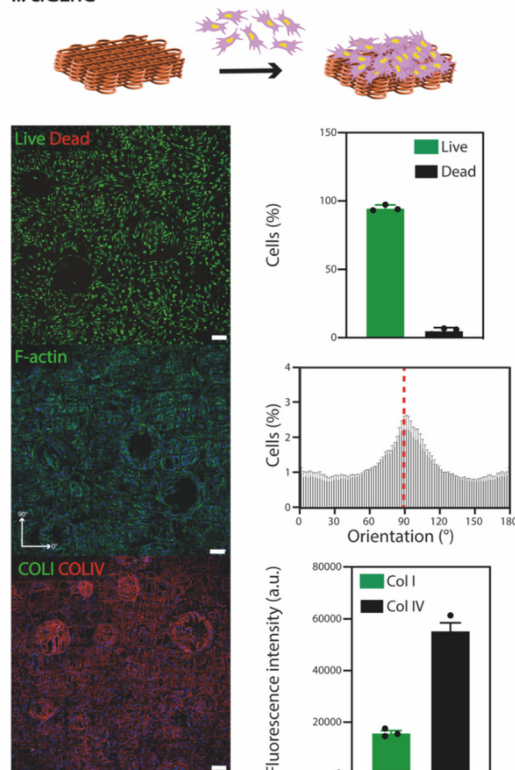 Live Dead
150
100
50
0
Cells (%)
Live
Dead
F-actin
90°
0°
4
3
2
1
0
Cells (%)
0 30 60 90 120 150 180
Orientation (°)
COLI COLIV
80000
60000
40000
20000
Fluorescence intensity (a.u.)
Col I
Col IV